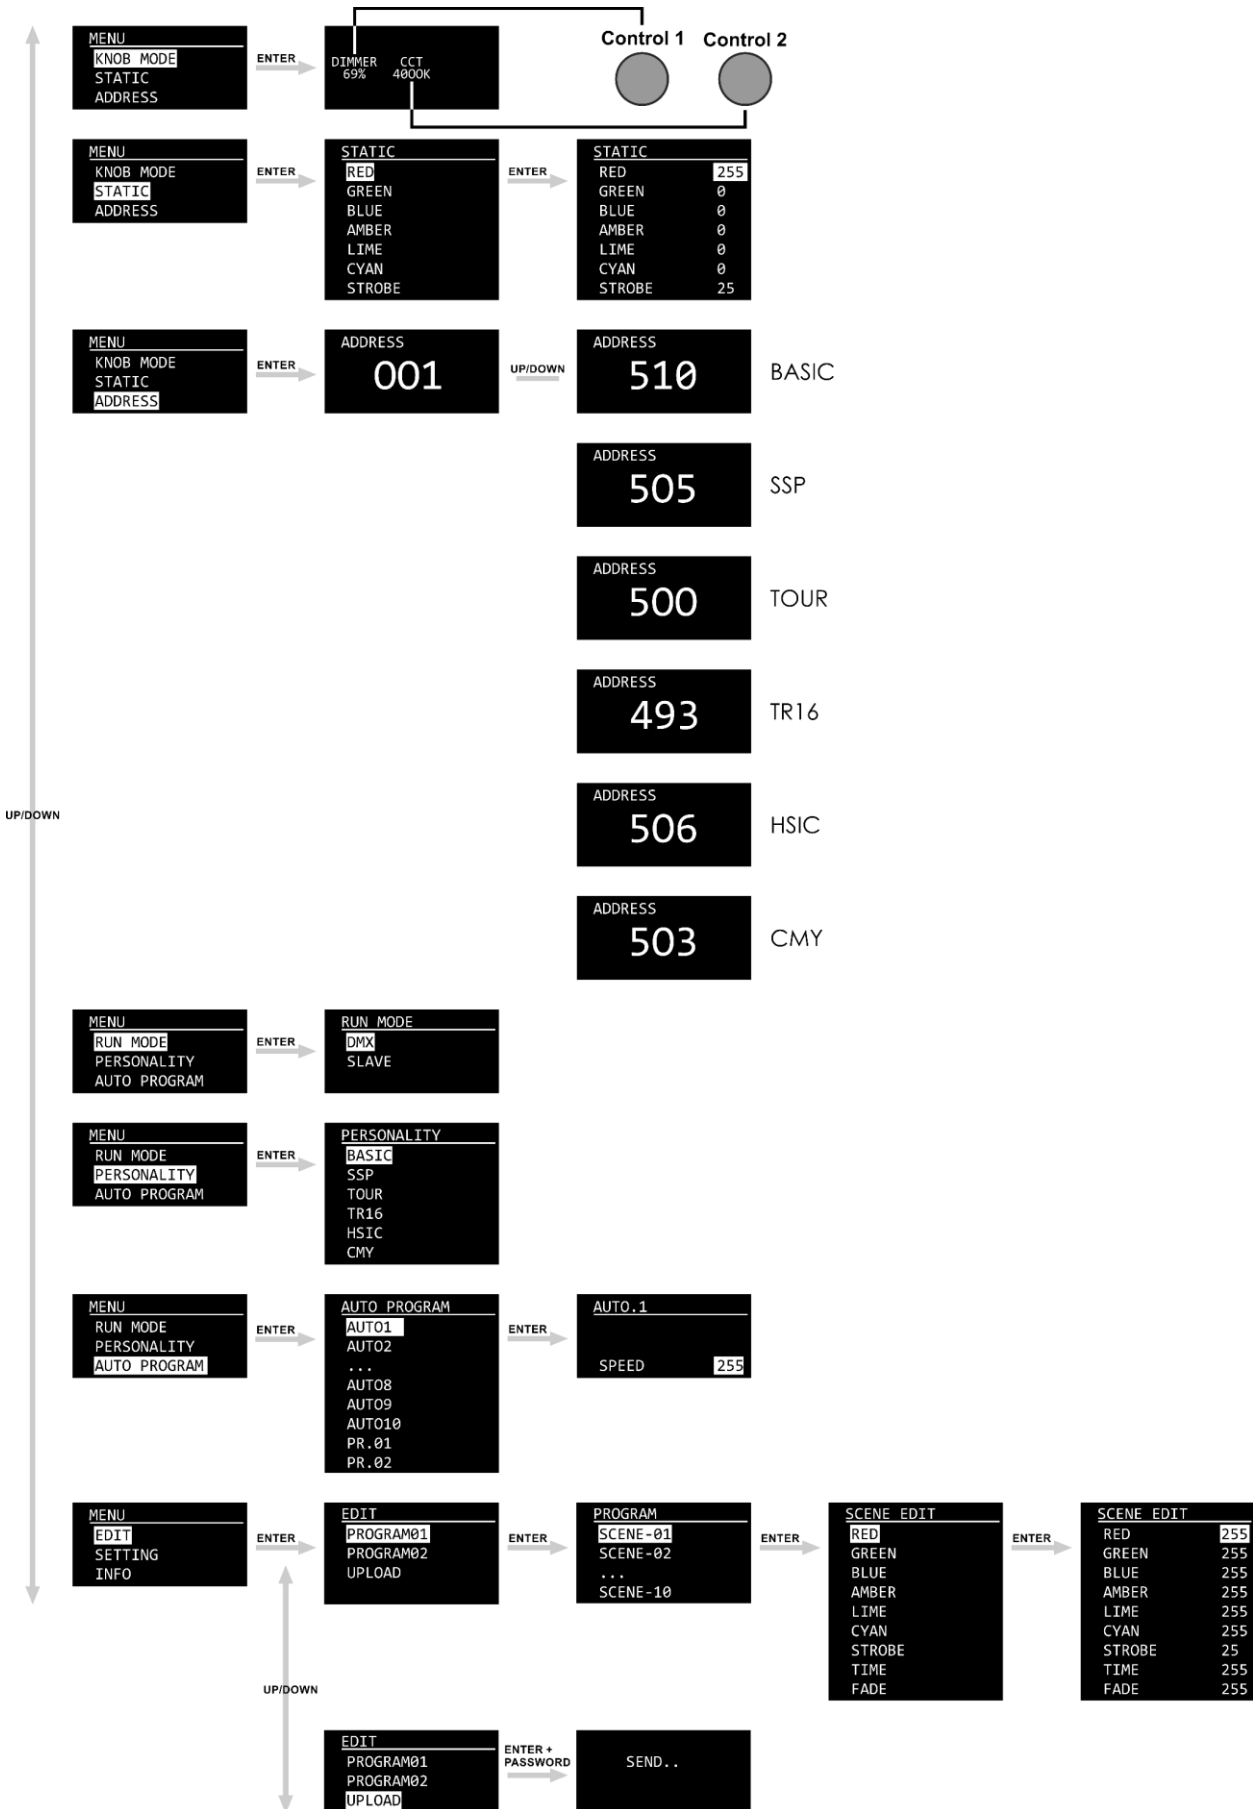 Control 1 Control 2
MENU
KNOB MODE
STATIC
ADDRESS
ENTER
DIMMER CCT
69% 4000K
MENU
KNOB MODE
STATIC
ADDRESS
ENTER
STATIC
RED
GREEN
BLUE
AMBER
LIME
CYAN
STROBE
ENTER
STATIC
RED 255
GREEN 0
BLUE 0
AMBER 0
LIME 0
CYAN 0
STROBE 25
MENU
KNOB MODE
STATIC
ADDRESS
ENTER
ADDRESS
001
UP/DOWN
ADDRESS
510
BASIC
ADDRESS
505
SSP
ADDRESS
500
TOUR
ADDRESS
493
TR16
ADDRESS
506
HSIC
ADDRESS
503
CMY
UP/DOWN
MENU
RUN MODE
PERSONALITY
AUTO PROGRAM
ENTER
RUN MODE
DMX
SLAVE
MENU
RUN MODE
PERSONALITY
AUTO PROGRAM
ENTER
PERSONALITY
BASIC
SSP
TOUR
TR16
HSIC
CMY
MENU
RUN MODE
PERSONALITY
AUTO PROGRAM
ENTER
AUTO PROGRAM
AUTO1
AUTO2
...
AUTO8
AUTO9
AUTO10
PR.01
PR.02
ENTER
AUTO.1
SPEED 255
MENU
EDIT
SETTING
INFO
ENTER
EDIT
PROGRAM01
PROGRAM02
UPLOAD
ENTER
PROGRAM
SCENE-01
SCENE-02
...
SCENE-10
ENTER
SCENE EDIT
RED
GREEN
BLUE
AMBER
LIME
CYAN
STROBE
TIME
FADE
ENTER
SCENE EDIT
RED 255
GREEN 255
BLUE 255
AMBER 255
LIME 255
CYAN 255
STROBE 25
TIME 255
FADE 255
UP/DOWN
EDIT
PROGRAM01
PROGRAM02
UPLOAD
ENTER +
PASSWORD
SEND..